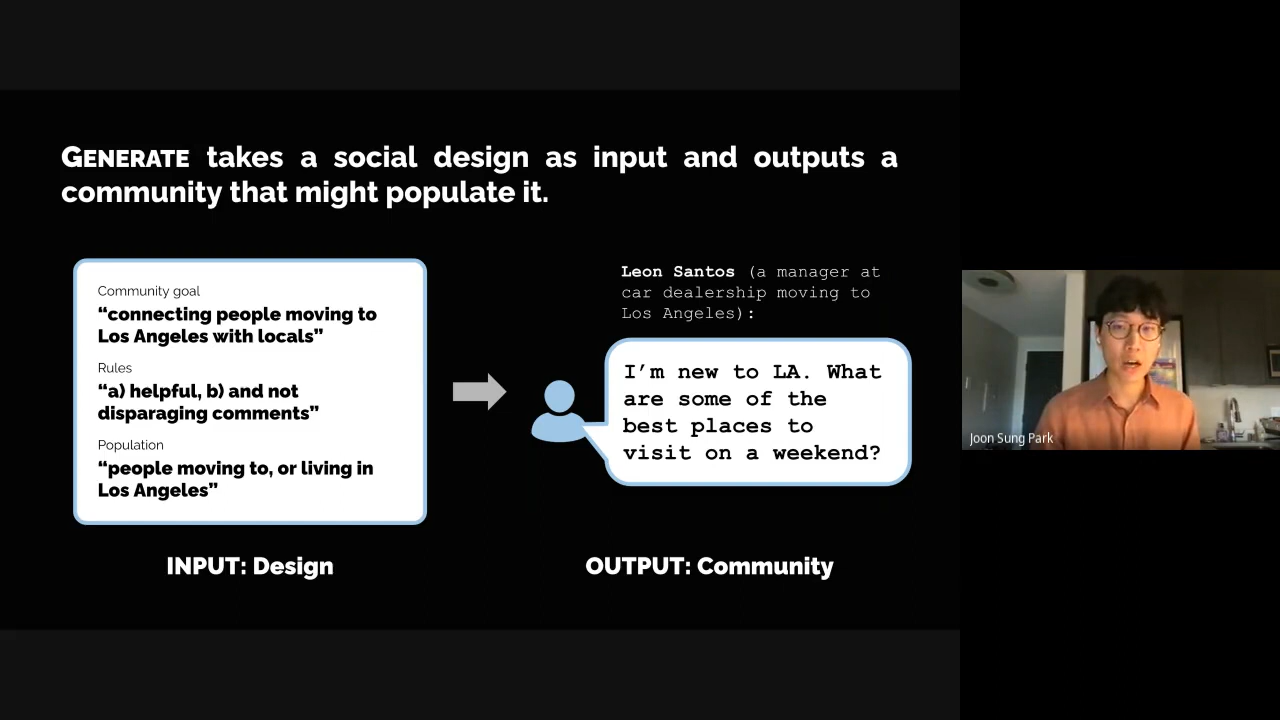 GENERATE takes a social design as input and outputs a
community that might populate it.
Community goal
“connecting people moving to
Los Angeles with locals”
Rules
“a) helpful, b) and not
disparaging comments”
Population
“people moving to, or living in
Los Angeles”
INPUT: Design
Leon Santos (a manager at
car dealership moving to
Los Angeles):
I’m new to LA. What
are some of the
best places to
visit on a weekend?
OUTPUT: Community
Joon Sung Park